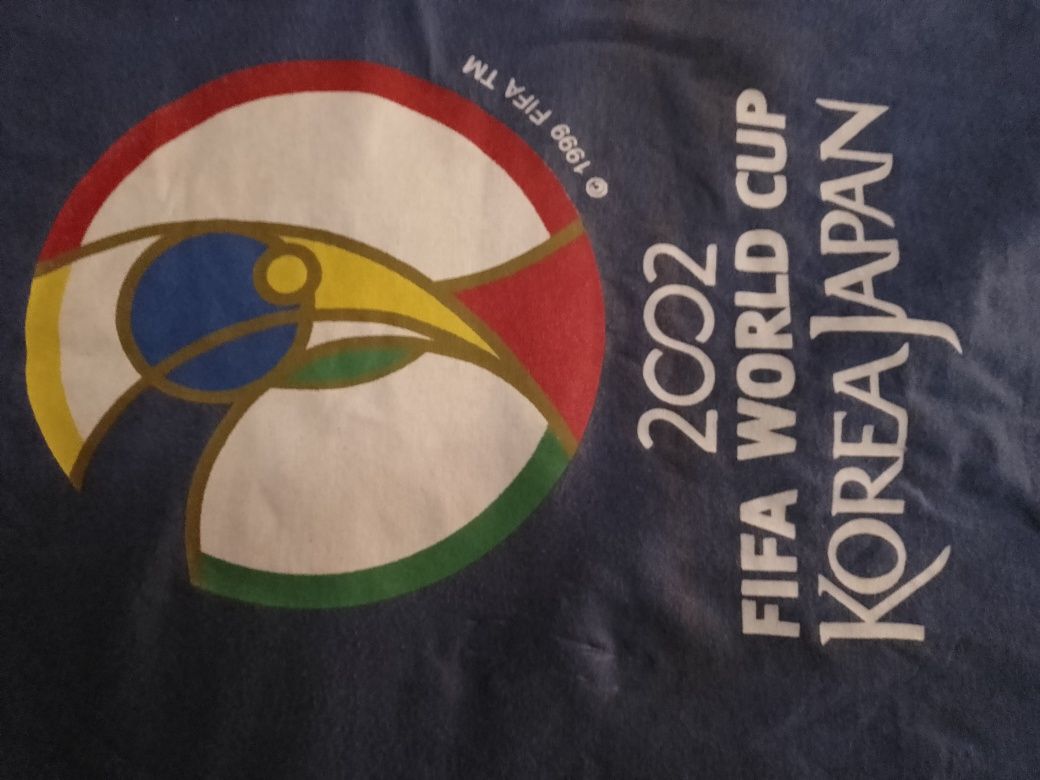 © 1999 FIFA TM
2002
FIFA WORLD CUP
KOREA JAPAN